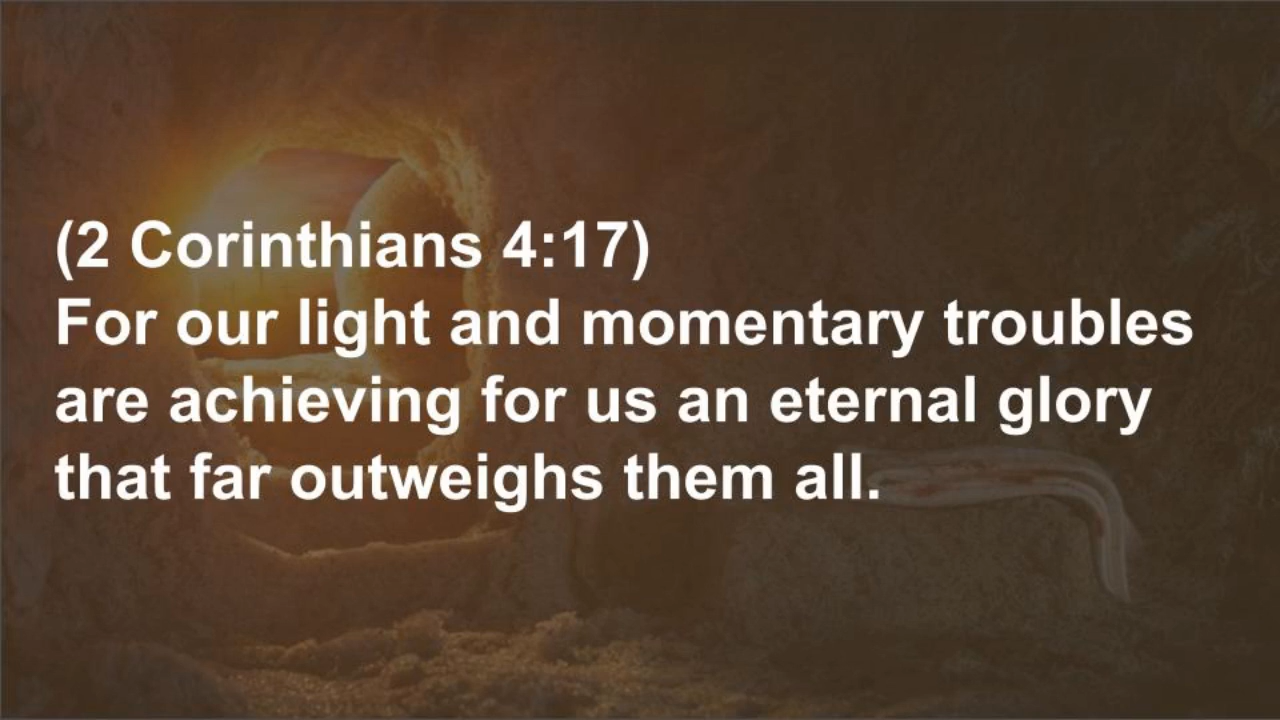 (2 Corinthians 4:17)
For our light and momentary troubles
are achieving for us an eternal glory
that far outweighs them all.